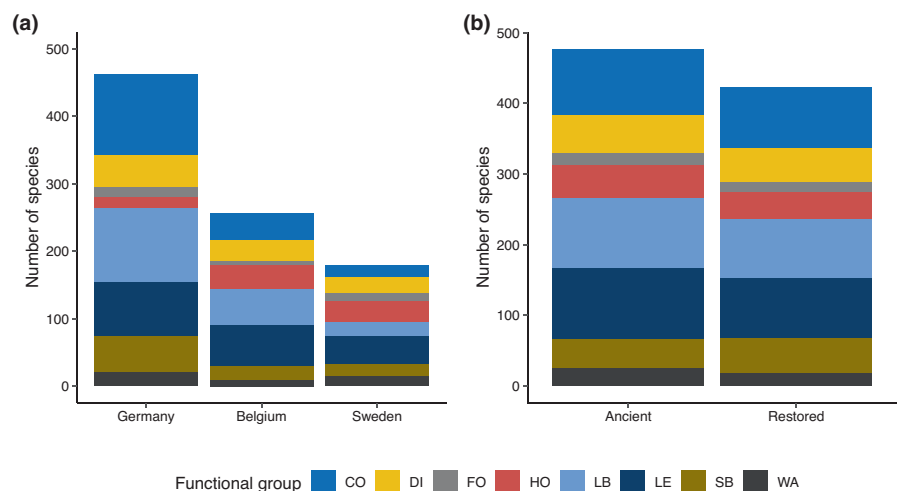 (a)
Number of species
500
400
300
200
100
0
Germany Belgium Sweden
(b)
Number of species
500
400
300
200
100
0
Ancient Restored
Functional group CO DI FO HO LB LE SB WA